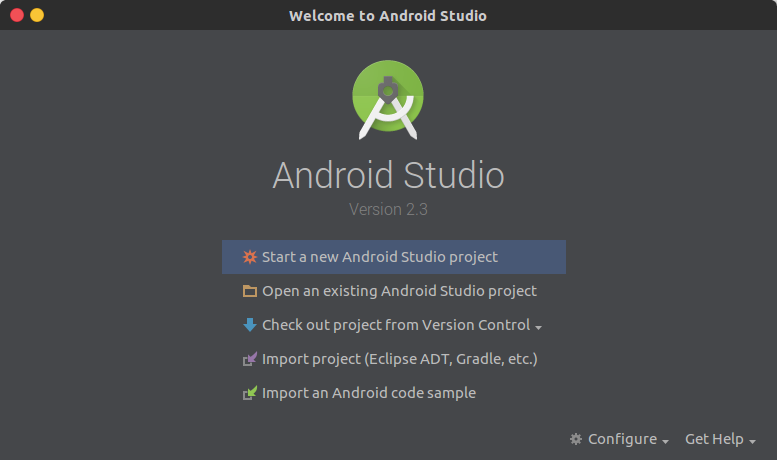 Welcome to Android Studio
Android Studio
Version 2.3
Start a new Android Studio project
Open an existing Android Studio project
Check out project from Version Control
Import project (Eclipse ADT, Gradle, etc.)
Import an Android code sample
Configure Get Help